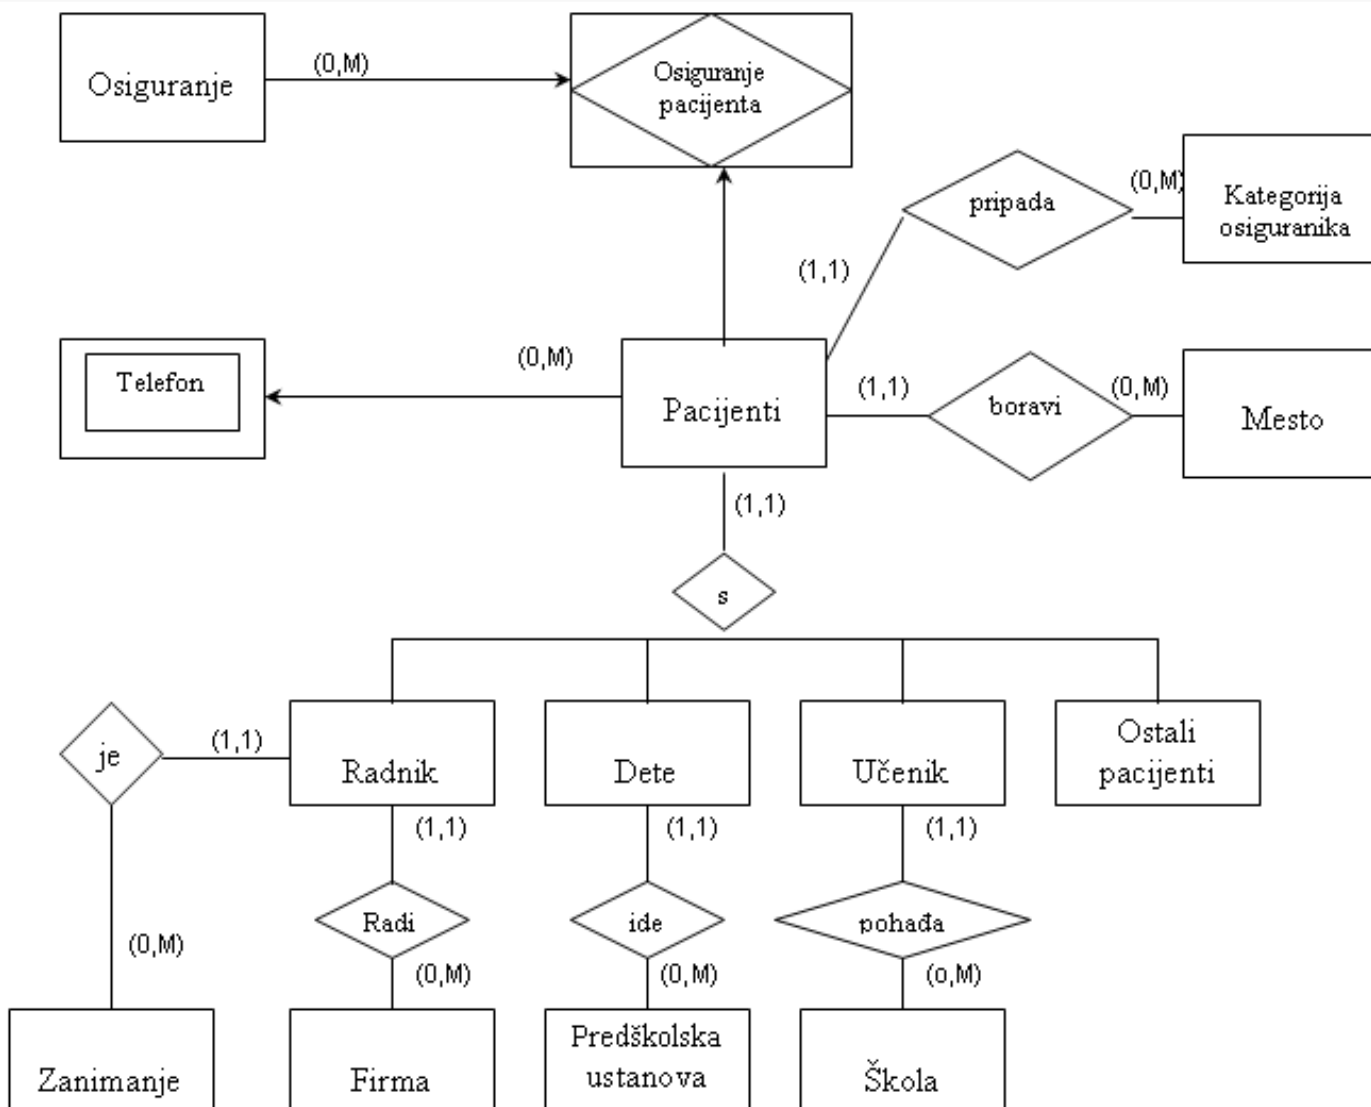 Osiguranje
(0,M)
Osiguranje
pacijenta
pripada
(0,M)
Kategorija
osiguranika
(1,1)
Telefon
(0,M)
Pacijenti
(1,1)
boravi
(0,M)
Mesto
(1,1)
s
je
(1,1)
Radnik
Dete
Učenik
Ostali
pacijenti
(1,1)
(1,1)
(1,1)
Radi
ide
pohađa
(0,M)
(0,M)
(0,M)
(o,M)
Zanimanje
Firma
Predškolska
ustanova
Škola